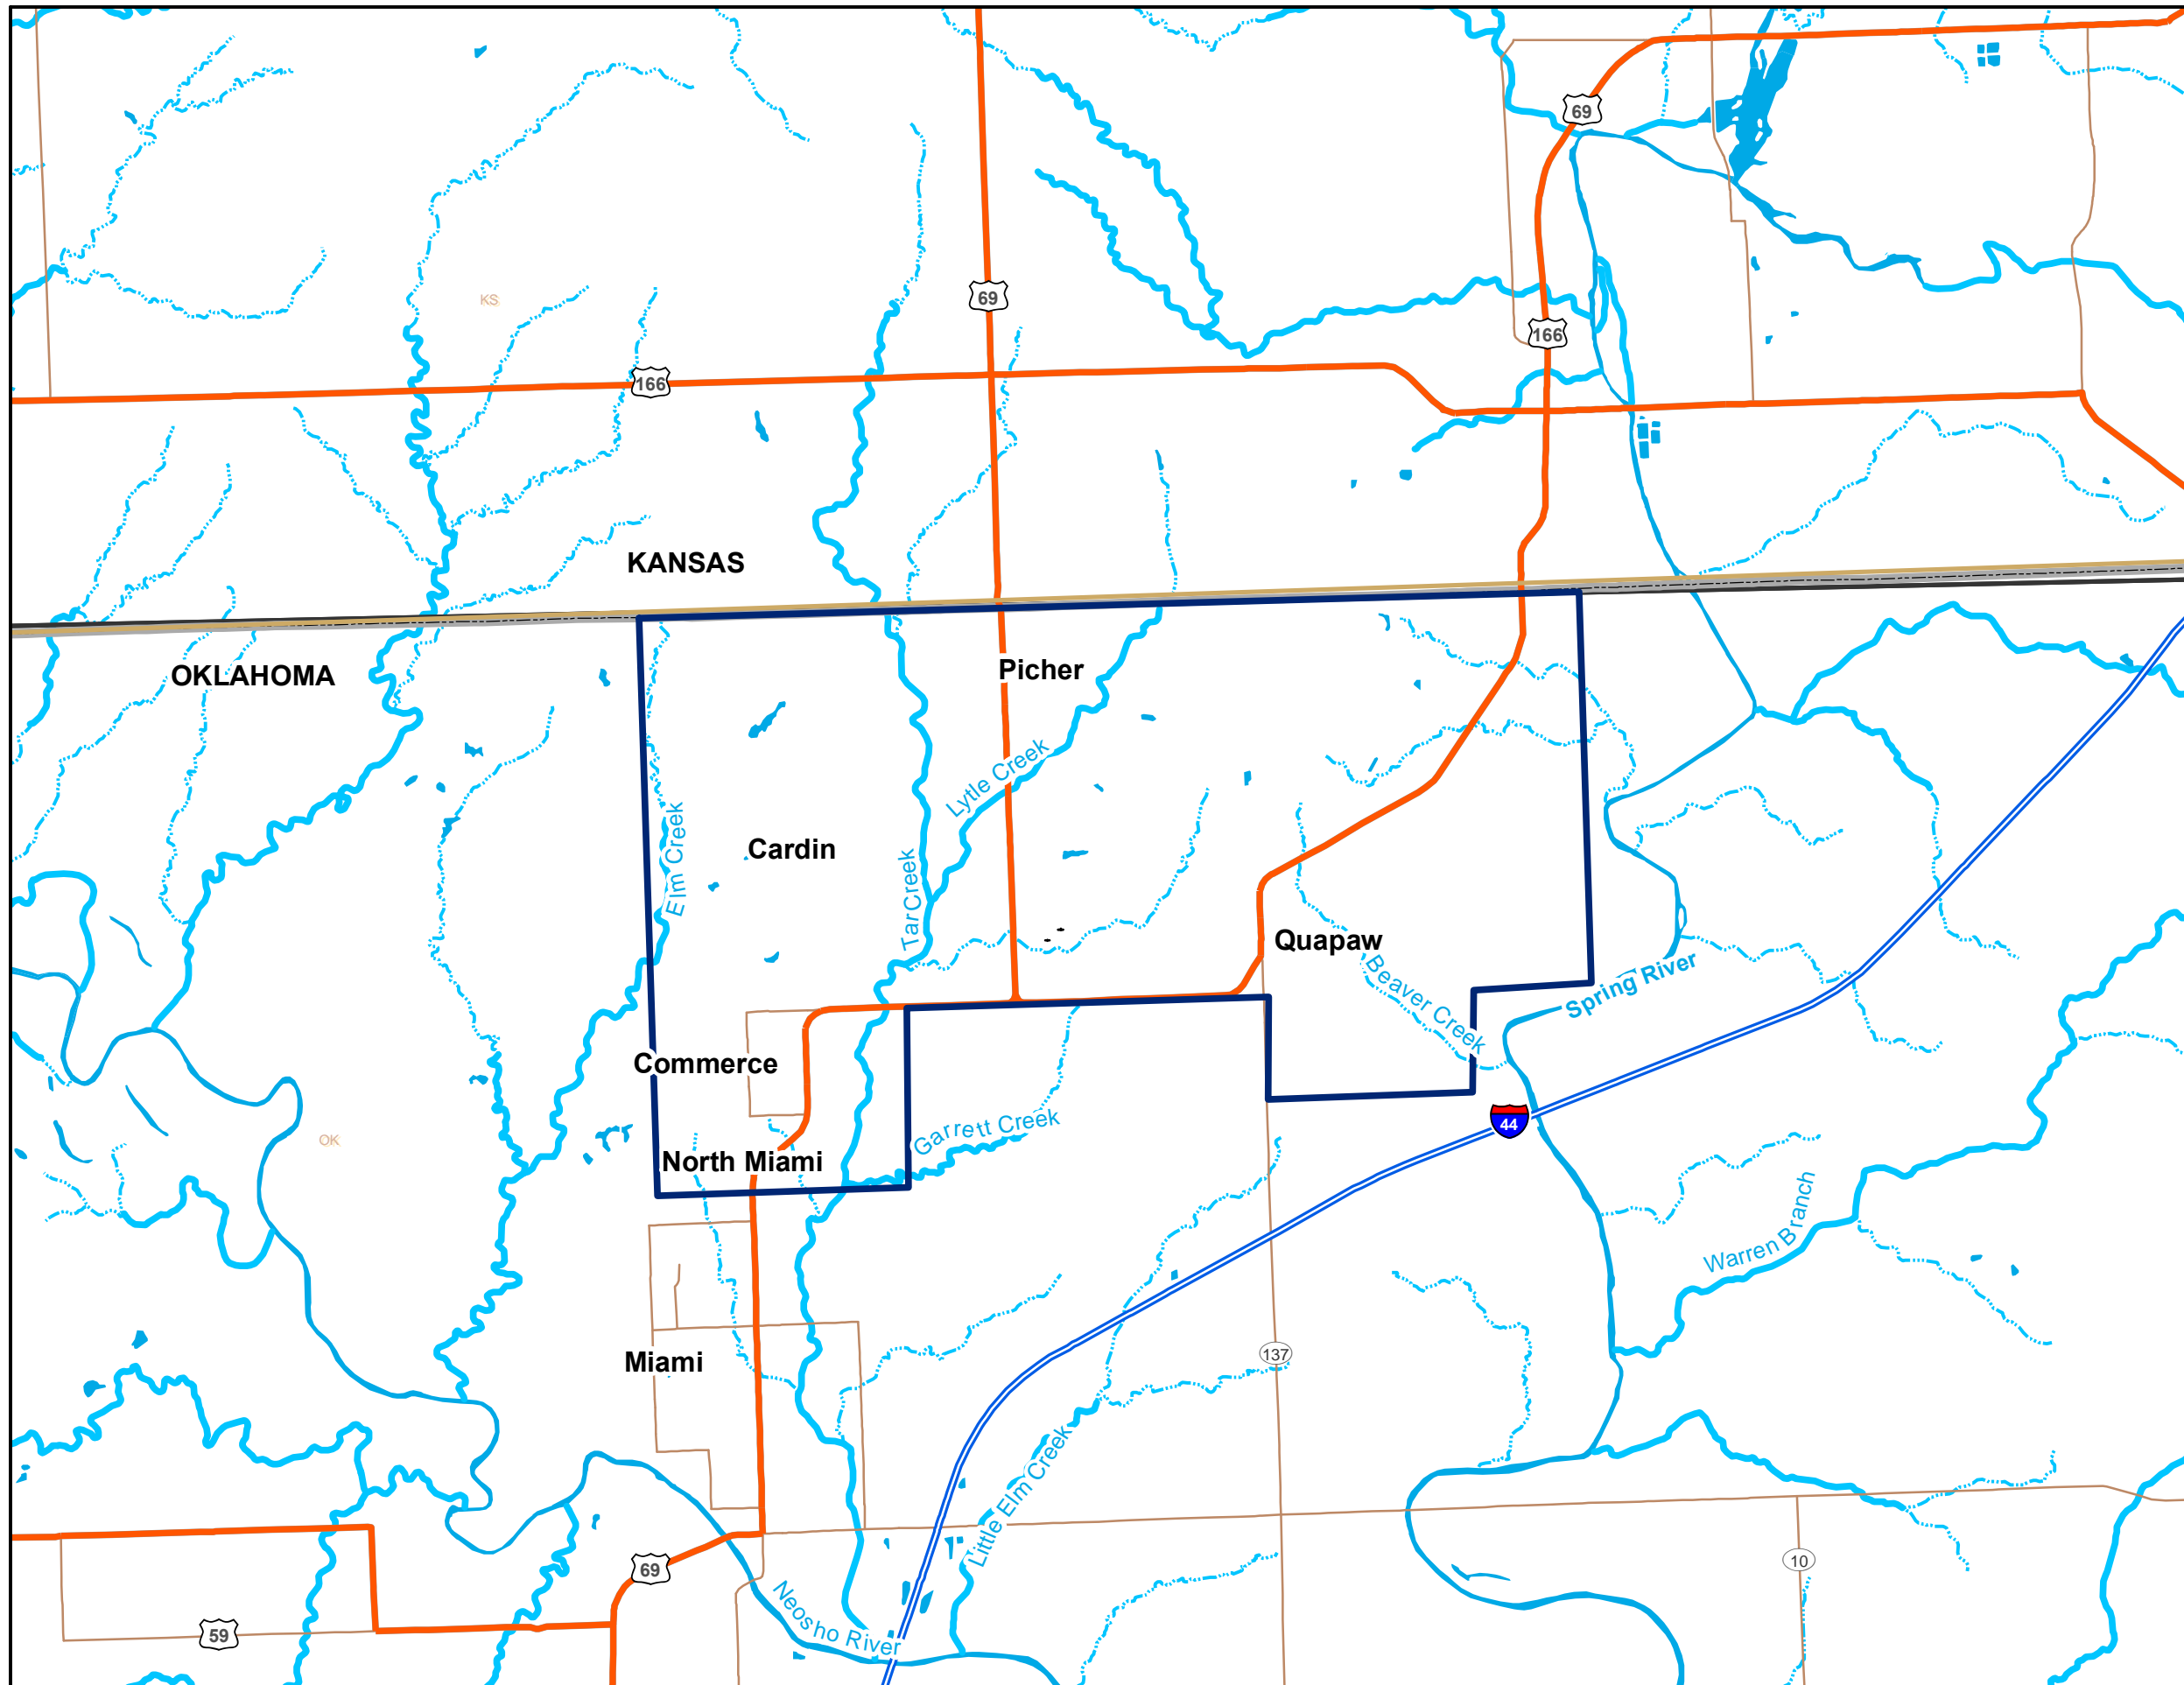 69
69
KS
166
166
KANSAS
OKLAHOMA
Picher
Lytle Creek
Elm Creek
Cardin
Tar Creek
Quapaw
Beaver Creek
Spring River
Commerce
44
Garrett Creek
OK
North Miami
Warren Branch
137
Miami
Little Elm Creek
10
69
Neosho River
59